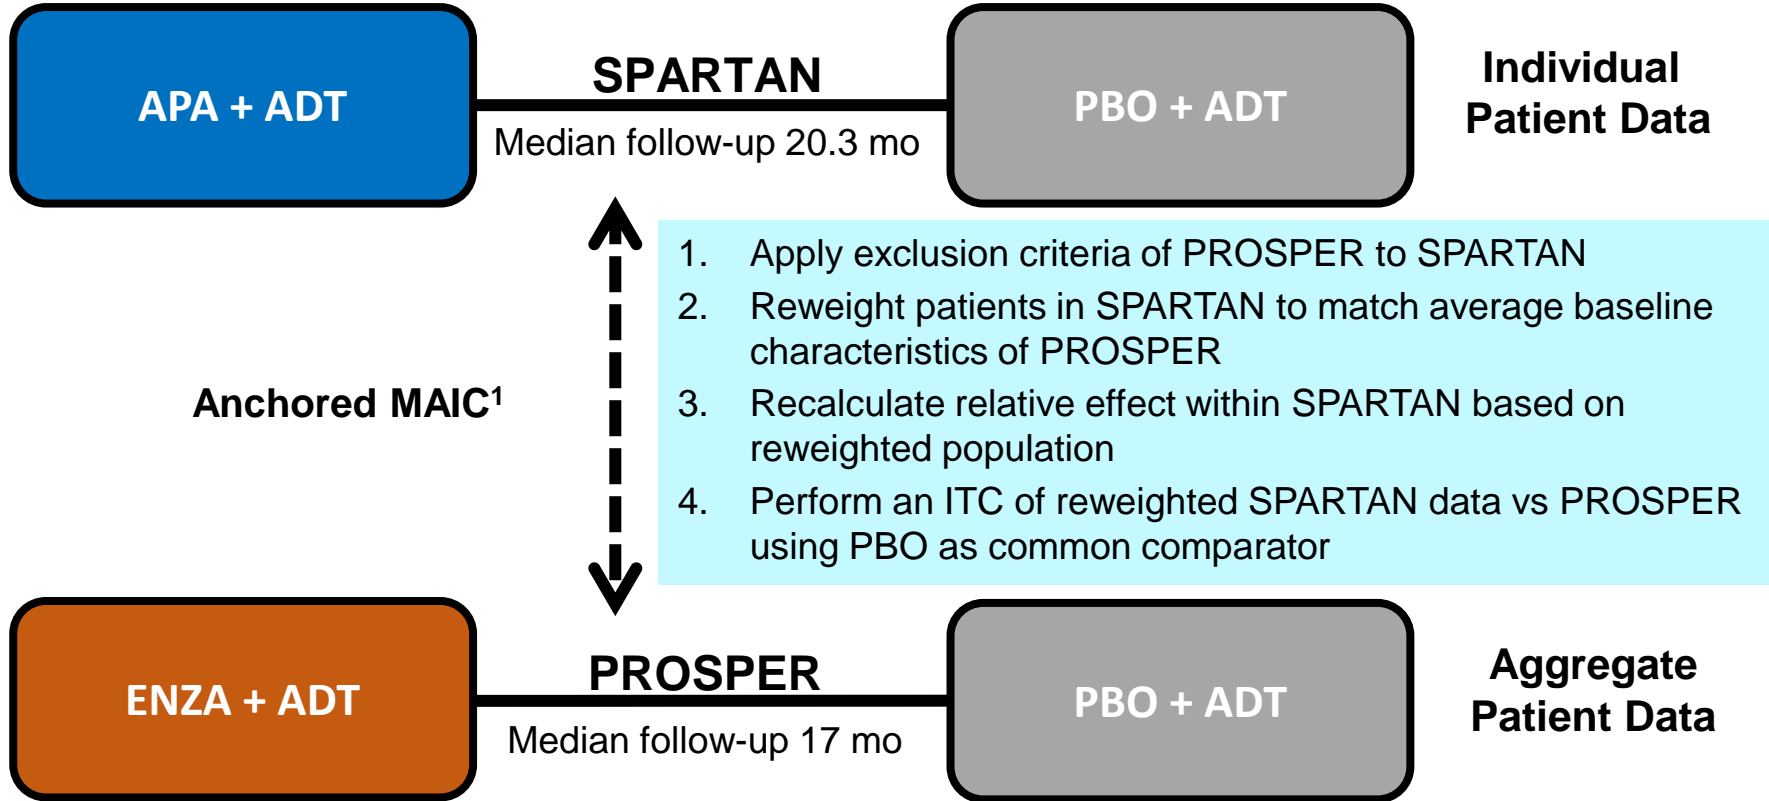 APA + ADT
SPARTAN
Median follow-up 20.3 mo
PBO + ADT
Individual
Patient Data
1. Apply exclusion criteria of PROSPER to SPARTAN
2. Reweight patients in SPARTAN to match average baseline
characteristics of PROSPER
3. Recalculate relative effect within SPARTAN based on
reweighted population
4. Perform an ITC of reweighted SPARTAN data vs PROSPER
using PBO as common comparator
Anchored MAIC¹
ENZA + ADT
PROSPER
Median follow-up 17 mo
PBO + ADT
Aggregate
Patient Data